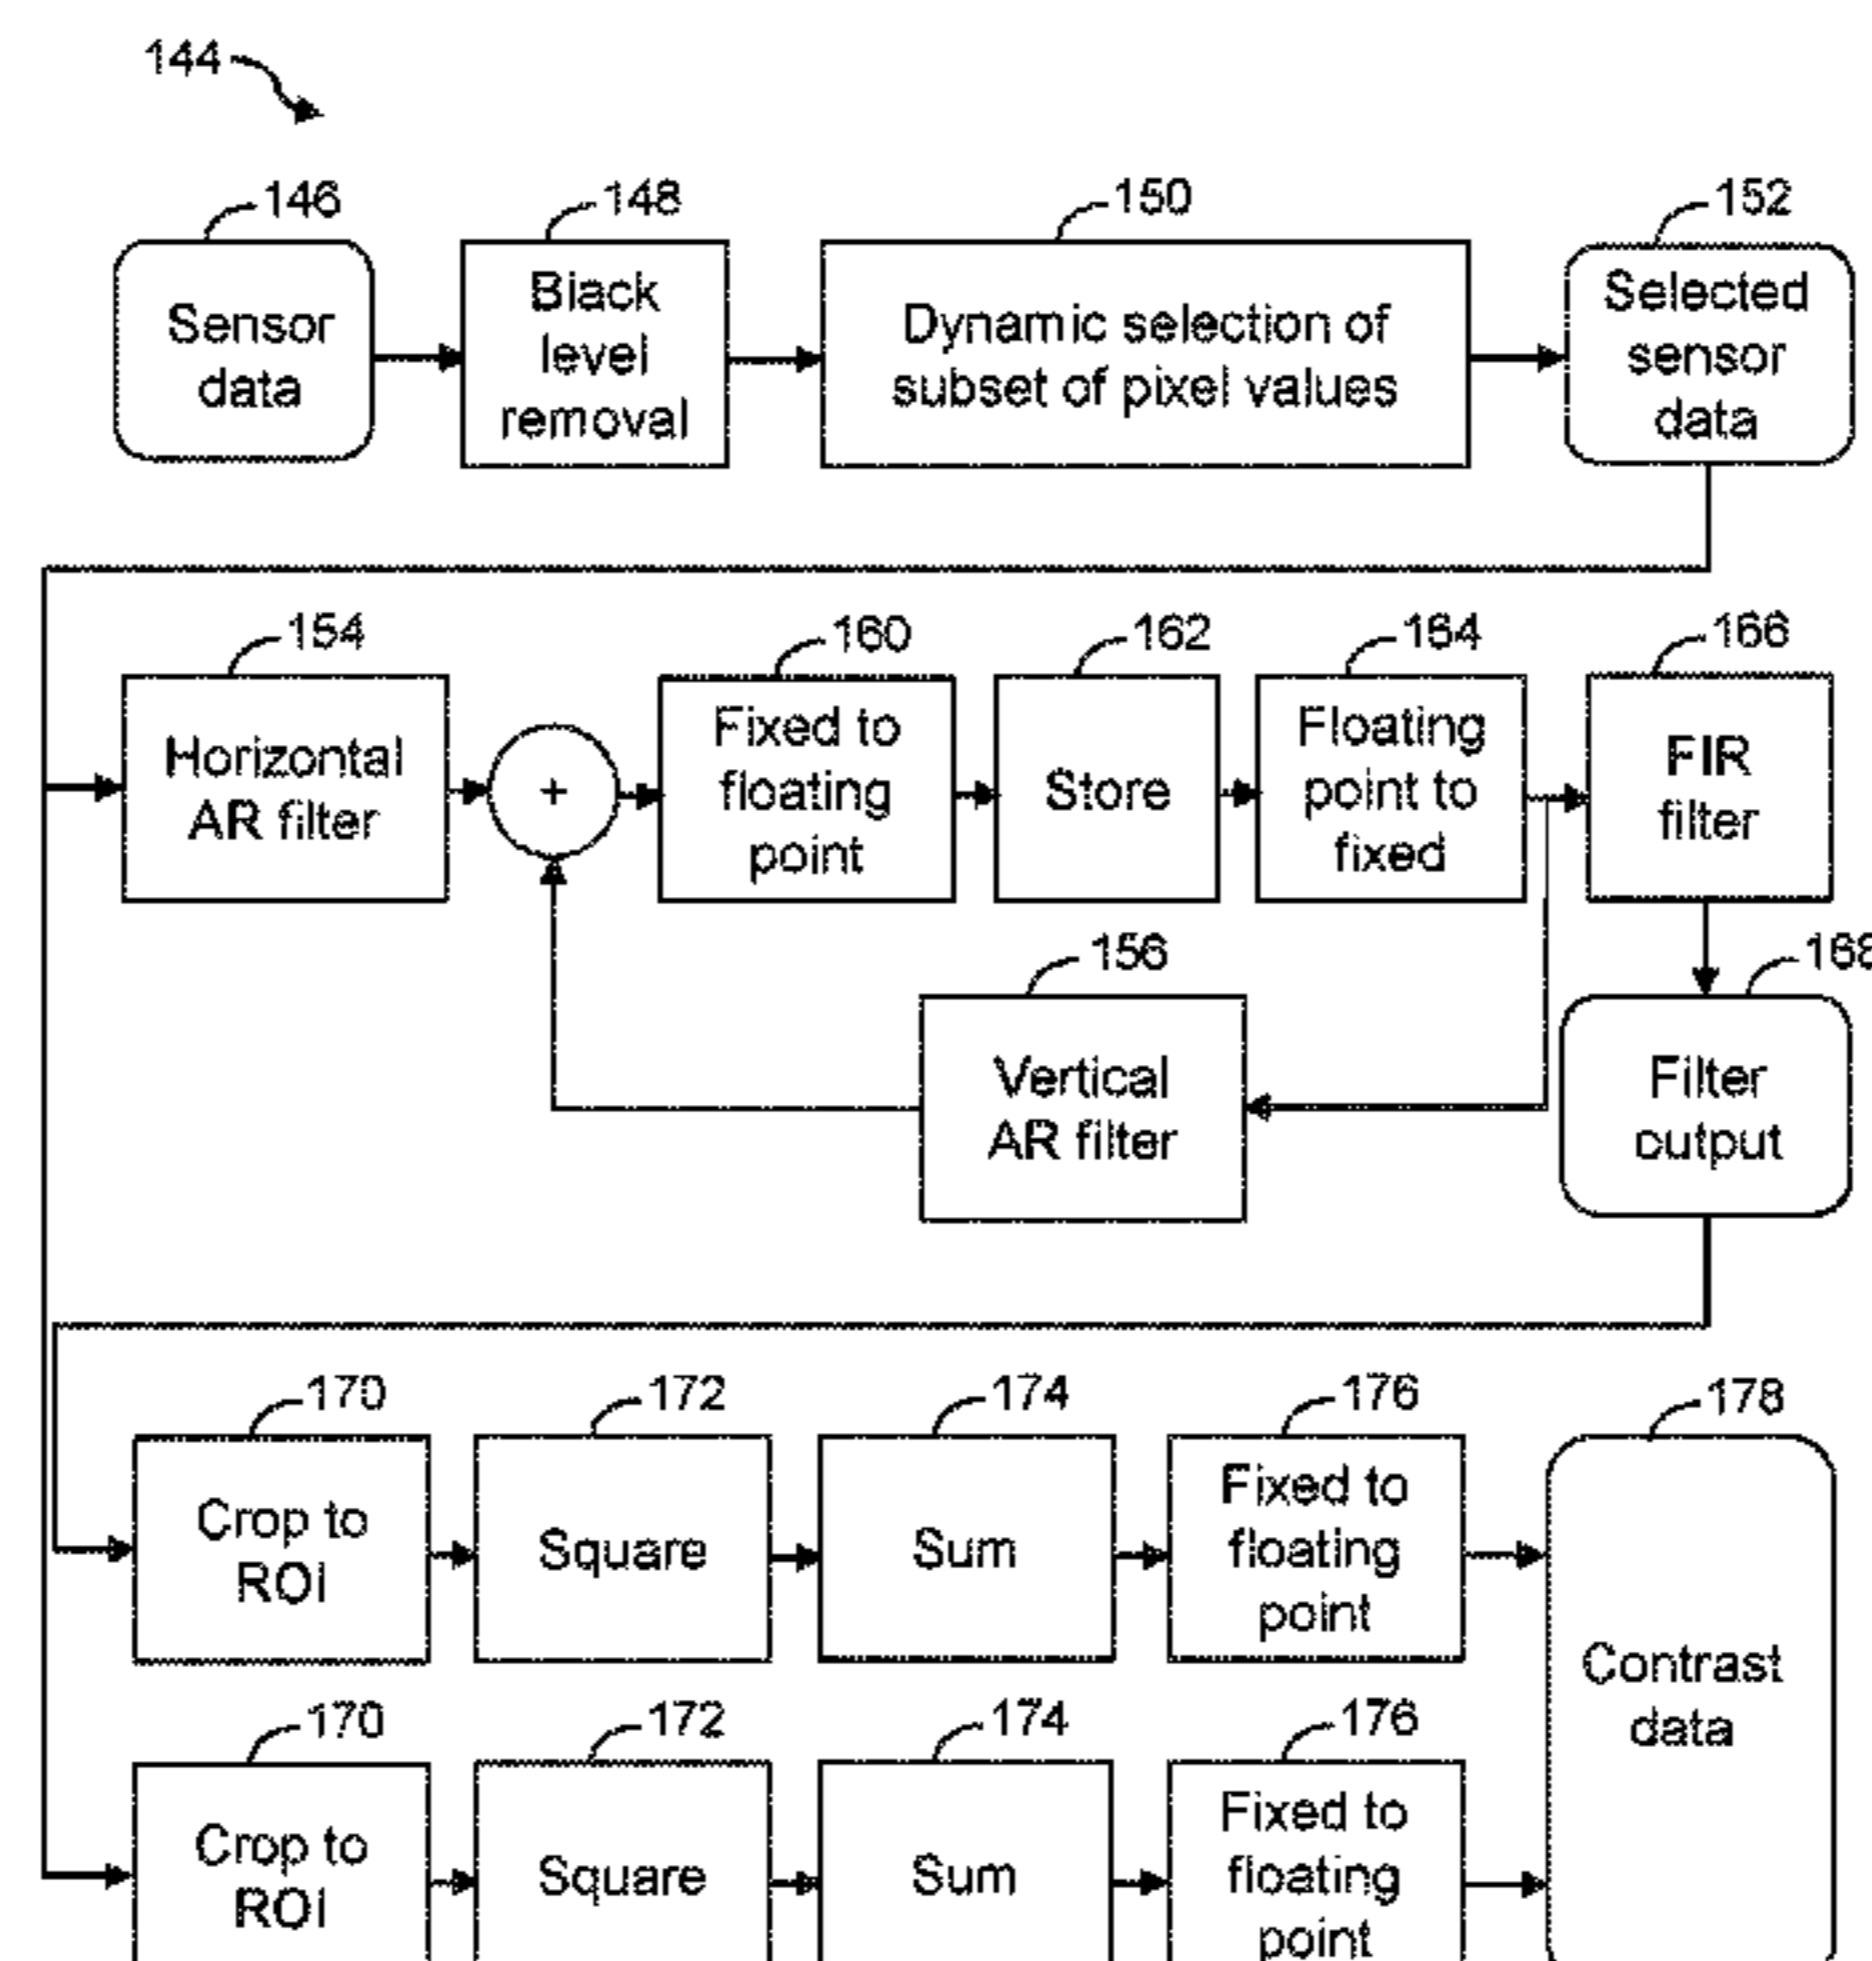 144
146
148
150
152
Sensor
data
Biack
level
removal
Dynamic selection of
subset of pixel values
Selected
sensor
data
154
160
162
164
166
Horizontal
AR filter
+
Fixed to
floating
point
Store
Floating
point to
fixed
FIR
filter
156
168
Vertical
AR filter
Filter
cutput
170
172
174
176
178
Crop to
ROI
Square
Sum
Fixed to
floating
point
Contrast
data
170
172
174
176
Crop to
ROI
Square
Sum
Fixed to
floating
point